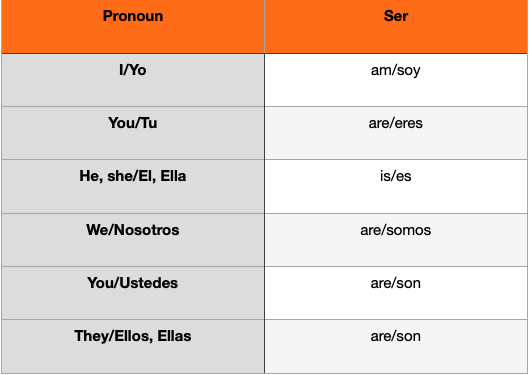 Pronoun Ser
I/Yo am/soy
You/Tu are/eres
He, she/El, Ella is/es
We/Nosotros are/somos
You/Ustedes are/son
They/Ellos, Ellas are/son